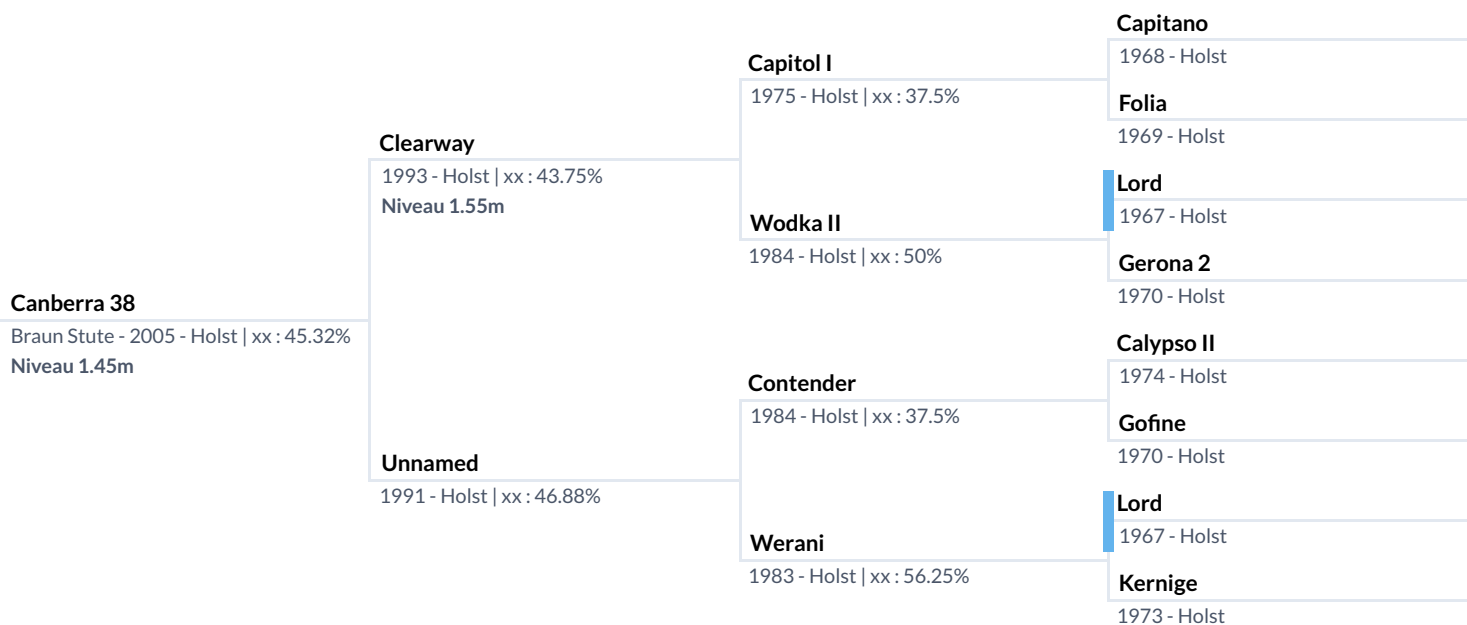 Canberra 38
Braun Stute - 2005 - Holst | xx : 45.32%
Niveau 1.45m
Clearway
1993 - Holst | xx : 43.75%
Niveau 1.55m
Unnamed
1991 - Holst | xx : 46.88%
Capitol I
1975 - Holst | xx : 37.5%
Wodka II
1984 - Holst | xx : 50%
Contender
1984 - Holst | xx : 37.5%
Werani
1983 - Holst | xx : 56.25%
Capitano
1968 - Holst
Folia
1969 - Holst
Lord
1967 - Holst
Gerona 2
1970 - Holst
Calypso II
1974 - Holst
Gofine
1970 - Holst
Lord
1967 - Holst
Kernige
1973 - Holst